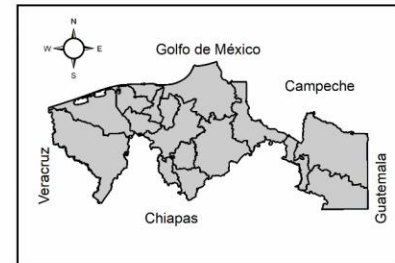 N
W E
S
Golfo de México
Campeche
Veracruz
Guatemala
Chiapas